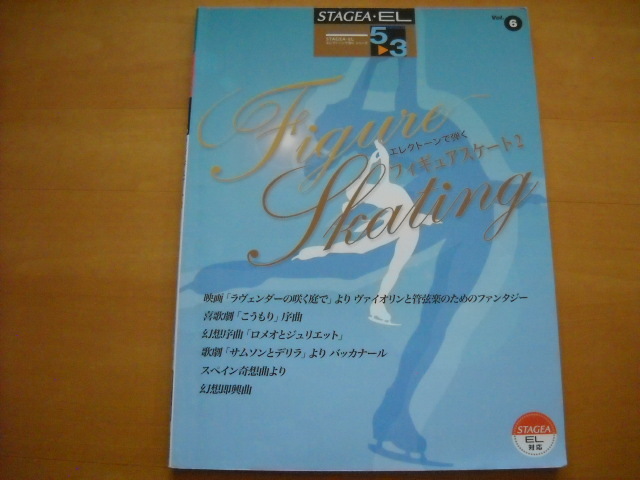 STAGEA・EL
Vol. 6
5▶3
Figure
エレクトーンで弾く
フィギュアスケート2
Skating
映画「ラヴェンダーの咲く庭で」より ヴァイオリンと管弦楽のためのファンタジー
喜歌劇「こうもり」序曲
幻想序曲「ロメオとジュリエット」
歌劇「サムソンとデリラ」より バッカナール
スペイン奇想曲より
幻想即興曲
STAGEA
EL
対応